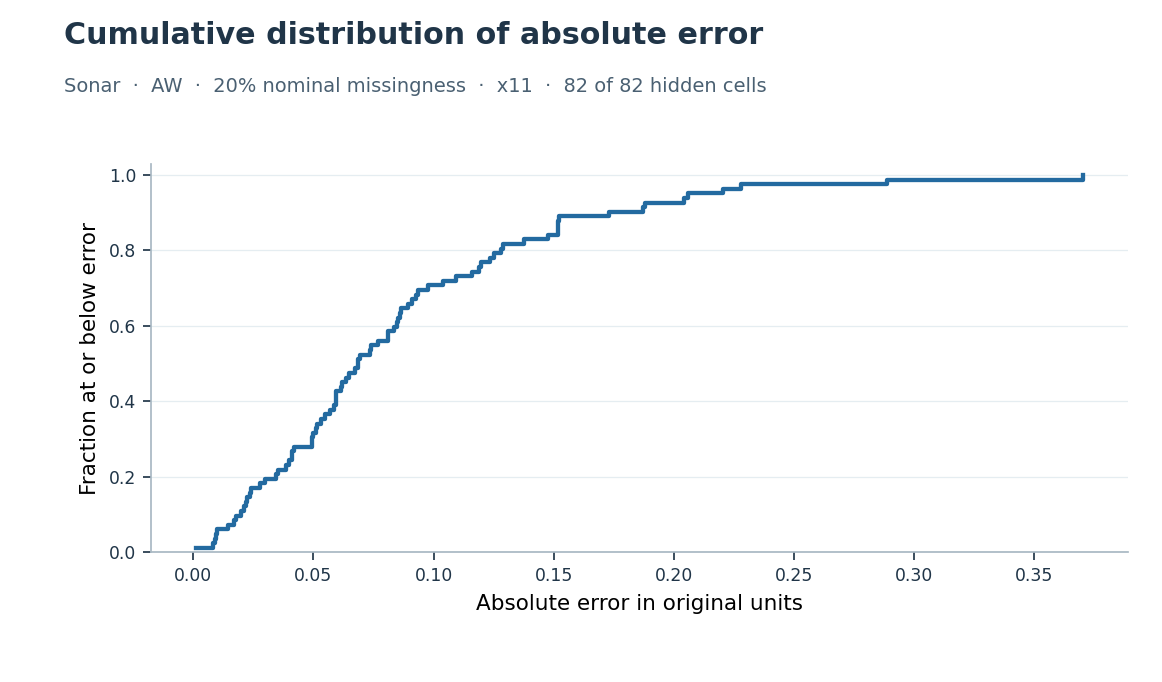 Cumulative distribution of absolute error
Sonar · AW · 20% nominal missingness · x11 · 82 of 82 hidden cells
Fraction at or below error
1.0
0.8
0.6
0.4
0.2
0.0
0.00 0.05 0.10 0.15 0.20 0.25 0.30 0.35
Absolute error in original units